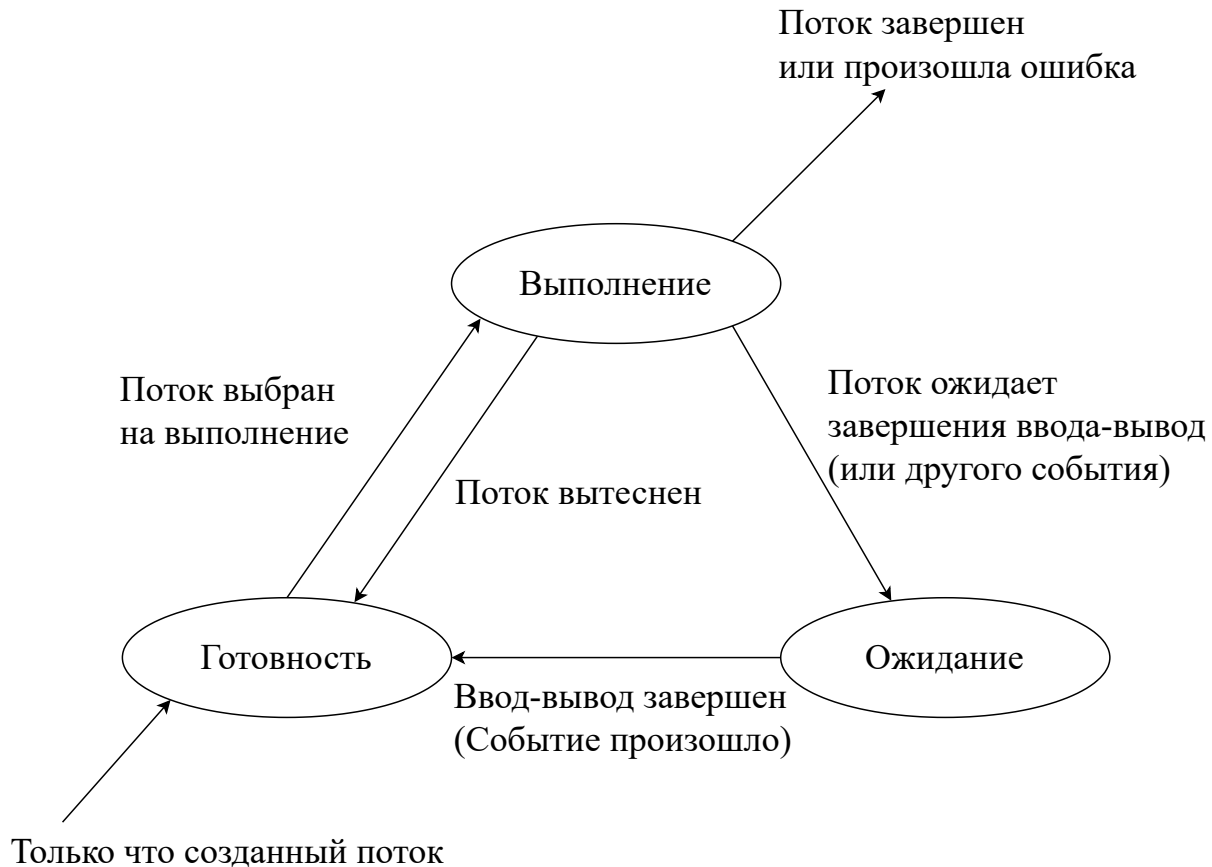 Поток завершен
или произошла ошибка
Выполнение
Поток выбран
на выполнение
Поток ожидает
завершения ввода-вывод
(или другого события)
Поток вытеснен
Готовность
Ожидание
Ввод-вывод завершен
(Событие произошло)
Только что созданный поток